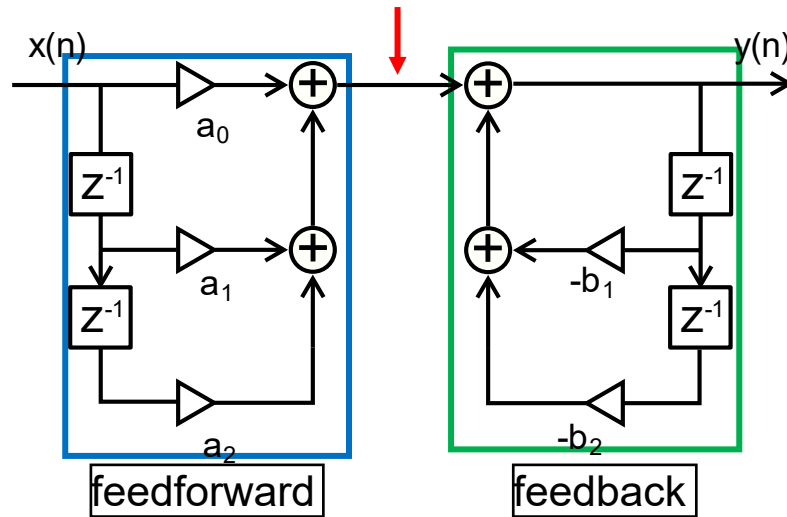 x(n)
y(n)
+
+
a₀
Z⁻¹
Z⁻¹
+
+
a₁
-b₁
Z⁻¹
Z⁻¹
a₂
-b₂
feedforward
feedback